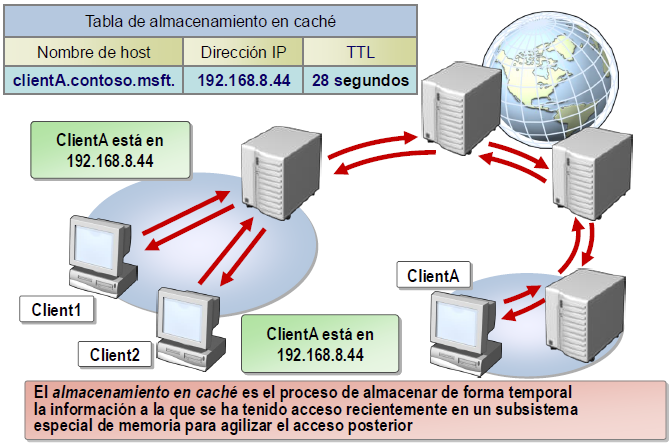 Tabla de almacenamiento en caché
Nombre de host Dirección IP TTL
clientA.contoso.msft. 192.168.8.44 28 segundos
ClientA está en
192.168.8.44
ClientA
Client1
Client2
ClientA está en
192.168.8.44
El almacenamiento en caché es el proceso de almacenar de forma temporal
la información a la que se ha tenido acceso recientemente en un subsistema
especial de memoria para agilizar el acceso posterior